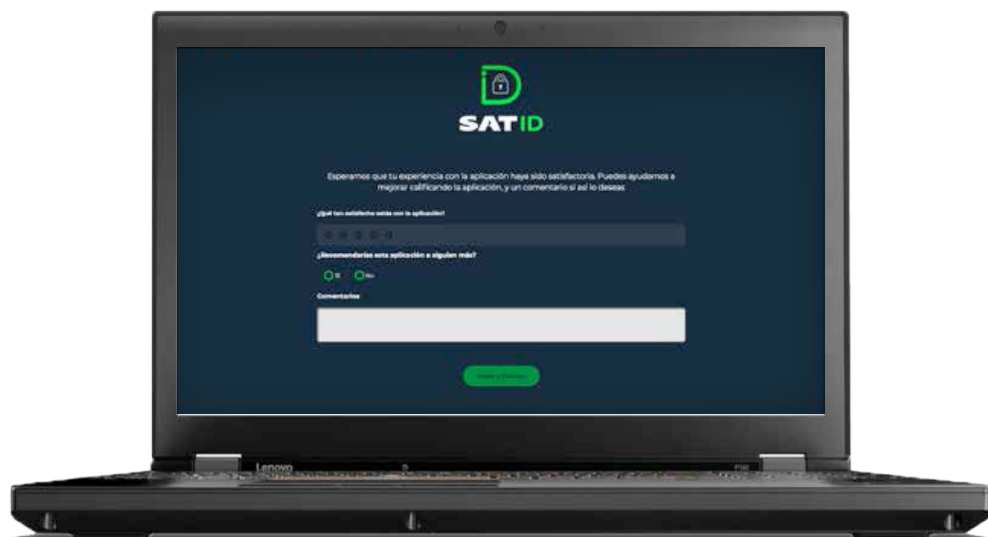 SAT ID
Esperamos que tu experiencia con la aplicación haya sido satisfactoria. Puedes ayudarnos a
mejorar calificando la aplicación, y un comentario si así lo deseas
¿Qué tan satisfecho estás con la aplicación?
¿Recomendarías esta aplicación a alguien más?
Sí No
Comentarios
Lenovo